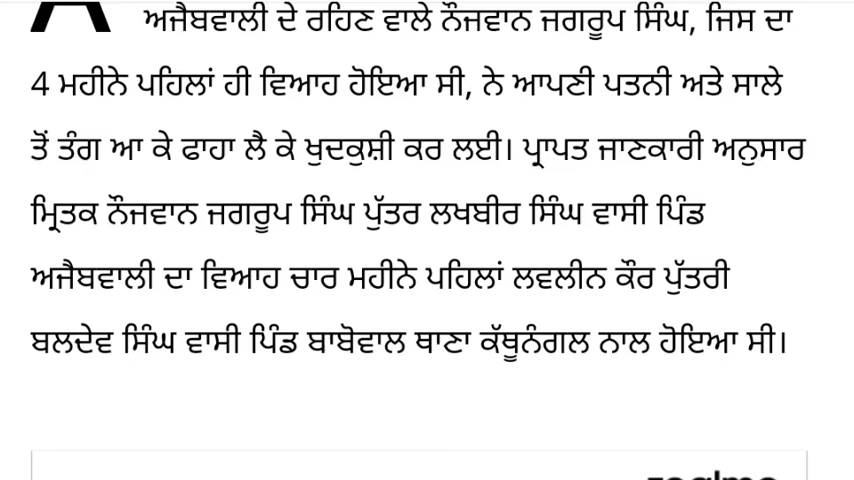 ਅਜੈਬਵਾਲੀ ਦੇ ਰਹਿਣ ਵਾਲੇ ਨੌਜਵਾਨ ਜਗਰੂਪ ਸਿੰਘ, ਜਿਸ ਦਾ
4 ਮਹੀਨੇ ਪਹਿਲਾਂ ਹੀ ਵਿਆਹ ਹੋਇਆ ਸੀ, ਨੇ ਆਪਣੀ ਪਤਨੀ ਅਤੇ ਸਾਲੇ
ਤੋਂ ਤੰਗ ਆ ਕੇ ਫਾਹਾ ਲੈ ਕੇ ਖੁਦਕੁਸ਼ੀ ਕਰ ਲਈ। ਪ੍ਰਾਪਤ ਜਾਣਕਾਰੀ ਅਨੁਸਾਰ
ਮ੍ਰਿਤਕ ਨੌਜਵਾਨ ਜਗਰੂਪ ਸਿੰਘ ਪੁੱਤਰ ਲਖਬੀਰ ਸਿੰਘ ਵਾਸੀ ਪਿੰਡ
ਅਜੈਬਵਾਲੀ ਦਾ ਵਿਆਹ ਚਾਰ ਮਹੀਨੇ ਪਹਿਲਾਂ ਲਵਲੀਨ ਕੌਰ ਪੁੱਤਰੀ
ਬਲਦੇਵ ਸਿੰਘ ਵਾਸੀ ਪਿੰਡ ਬਾਬੋਵਾਲ ਥਾਣਾ ਕੱਥੂਨੰਗਲ ਨਾਲ ਹੋਇਆ ਸੀ।